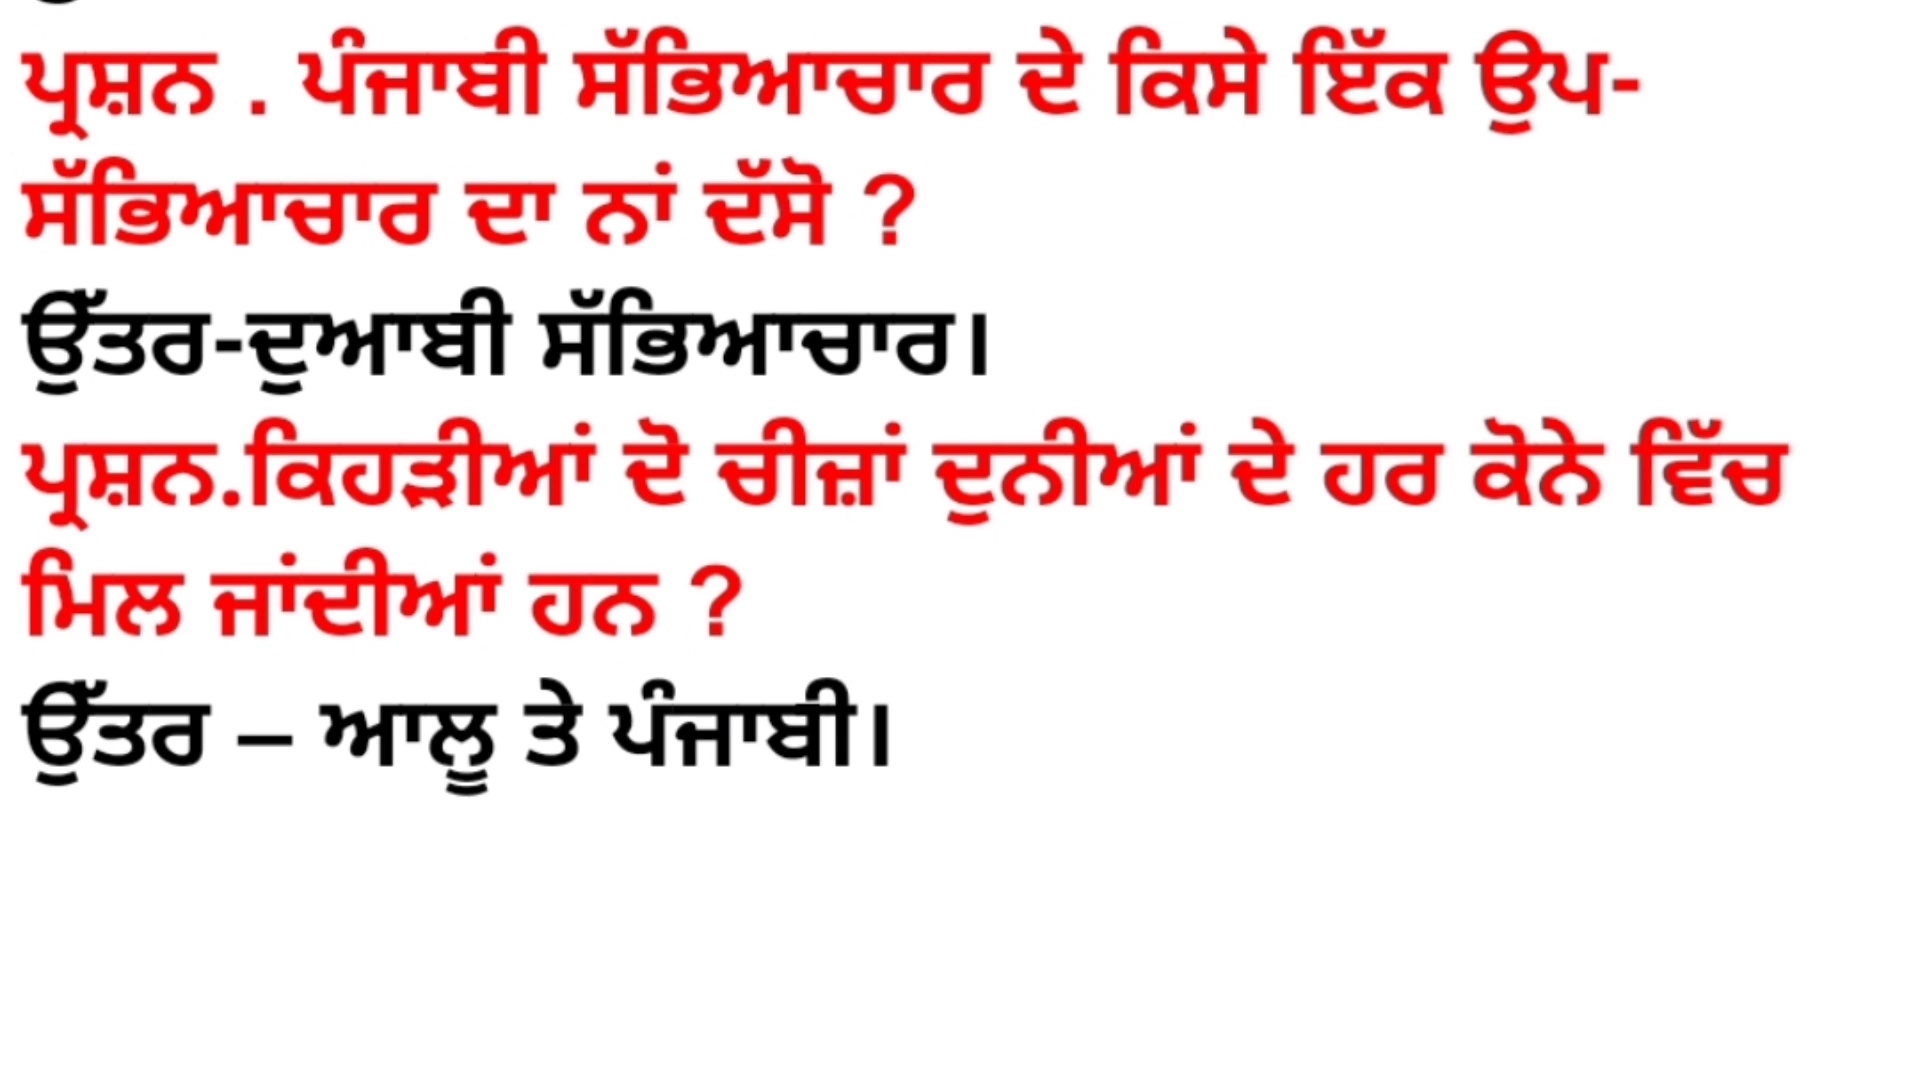 ਪ੍ਰਸ਼ਨ . ਪੰਜਾਬੀ ਸੱਭਿਆਚਾਰ ਦੇ ਕਿਸੇ ਇੱਕ ਉਪ-
ਸੱਭਿਆਚਾਰ ਦਾ ਨਾਂ ਦੱਸੋ ?
ਉੱਤਰ-ਦੁਆਬੀ ਸੱਭਿਆਚਾਰ।
ਪ੍ਰਸ਼ਨ.ਕਿਹੜੀਆਂ ਦੋ ਚੀਜ਼ਾਂ ਦੁਨੀਆਂ ਦੇ ਹਰ ਕੋਨੇ ਵਿੱਚ
ਮਿਲ ਜਾਂਦੀਆਂ ਹਨ ?
ਉੱਤਰ – ਆਲੂ ਤੇ ਪੰਜਾਬੀ।